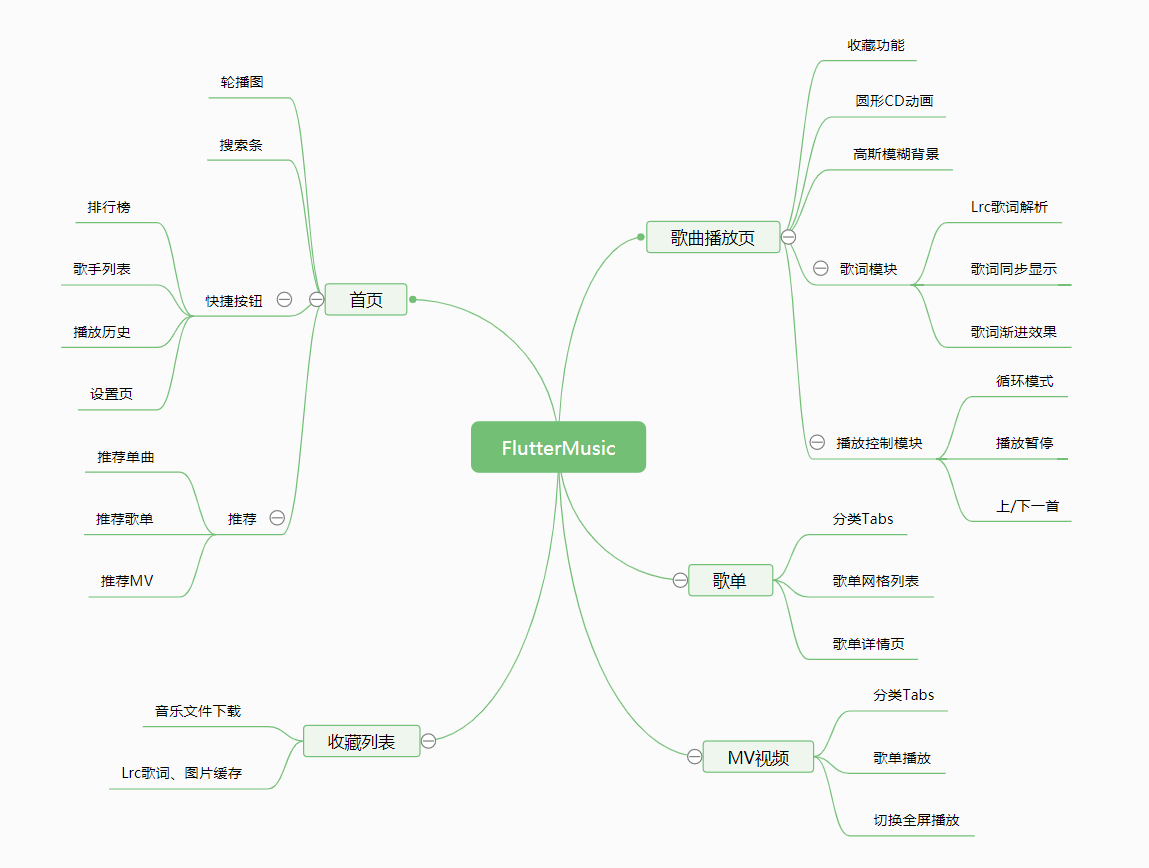 FlutterMusic
首页
轮播图
搜索条
快捷按钮
排行榜
歌手列表
播放历史
设置页
推荐
推荐单曲
推荐歌单
推荐MV
收藏列表
音乐文件下载
Lrc歌词、图片缓存
歌曲播放页
收藏功能
圆形CD动画
高斯模糊背景
歌词模块
Lrc歌词解析
歌词同步显示
歌词渐进效果
播放控制模块
循环模式
播放暂停
上/下一首
歌单
分类Tabs
歌单网格列表
歌单详情页
MV视频
分类Tabs
歌单播放
切换全屏播放